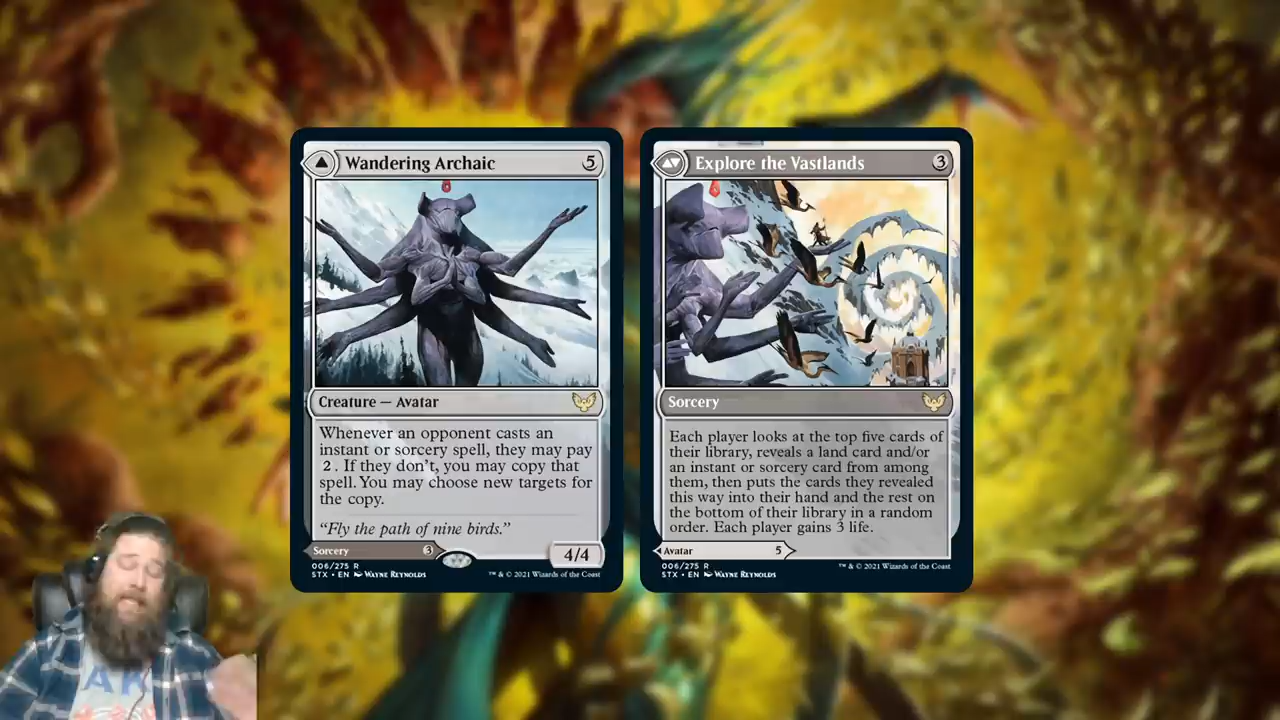 Wandering Archaic 5
Creature — Avatar
Whenever an opponent casts an
instant or sorcery spell, they may pay
2. If they don't, you may copy that
spell. You may choose new targets for
the copy.
"Fly the path of nine birds."
Sorcery 3
4/4
006/275 R
STX • EN Wayne Reynolds
™ & © 2021 Wizards of the Coast
Explore the Vastlands 3
Sorcery
Each player looks at the top five cards of
their library, reveals a land card and/or
an instant or sorcery card from among
them, then puts the cards they revealed
this way into their hand and the rest on
the bottom of their library in a random
order. Each player gains 3 life.
Avatar 5
006/275 R
STX • EN Wayne Reynolds
™ & © 2021 Wizards of the Coast
AK